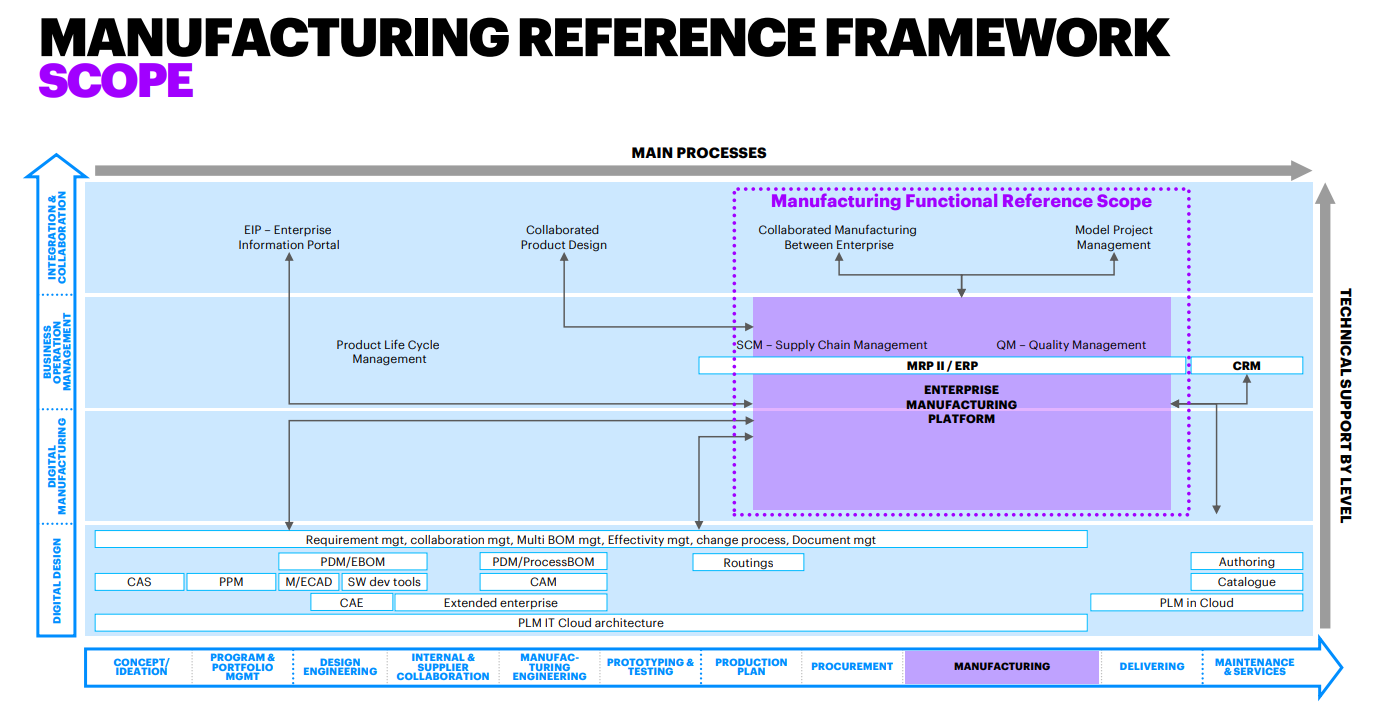 MANUFACTURING REFERENCE FRAMEWORK
SCOPE
MAIN PROCESSES
INTEGRATION &
COLLABORATION
Manufacturing Functional Reference Scope
EIP – Enterprise
Information Portal
Collaborated
Product Design
Collaborated Manufacturing
Between Enterprise
Model Project
Management
BUSINESS
OPERATION
MANAGEMENT
Product Life Cycle
Management
SCM – Supply Chain Management
QM – Quality Management
MRP II / ERP
CRM
ENTERPRISE
MANUFACTURING
PLATFORM
DIGITAL
MANUFACTURING
TECHNICAL SUPPORT BY LEVEL
DIGITAL DESIGN
Requirement mgt, collaboration mgt, Multi BOM mgt, Effectivity mgt, change process, Document mgt
PDM/EBOM
PDM/ProcessBOM
Routings
Authoring
CAS
PPM
M/ECAD
SW dev tools
CAM
Catalogue
CAE
Extended enterprise
PLM in Cloud
PLM IT Cloud architecture
CONCEPT/
IDEATION
PROGRAM &
PORTFOLIO
MGMT
DESIGN
ENGINEERING
INTERNAL &
SUPPLIER
COLLABORATION
MANUFAC-
TURING
ENGINEERING
PROTOTYPING &
TESTING
PRODUCTION
PLAN
PROCUREMENT
MANUFACTURING
DELIVERING
MAINTENANCE
& SERVICES